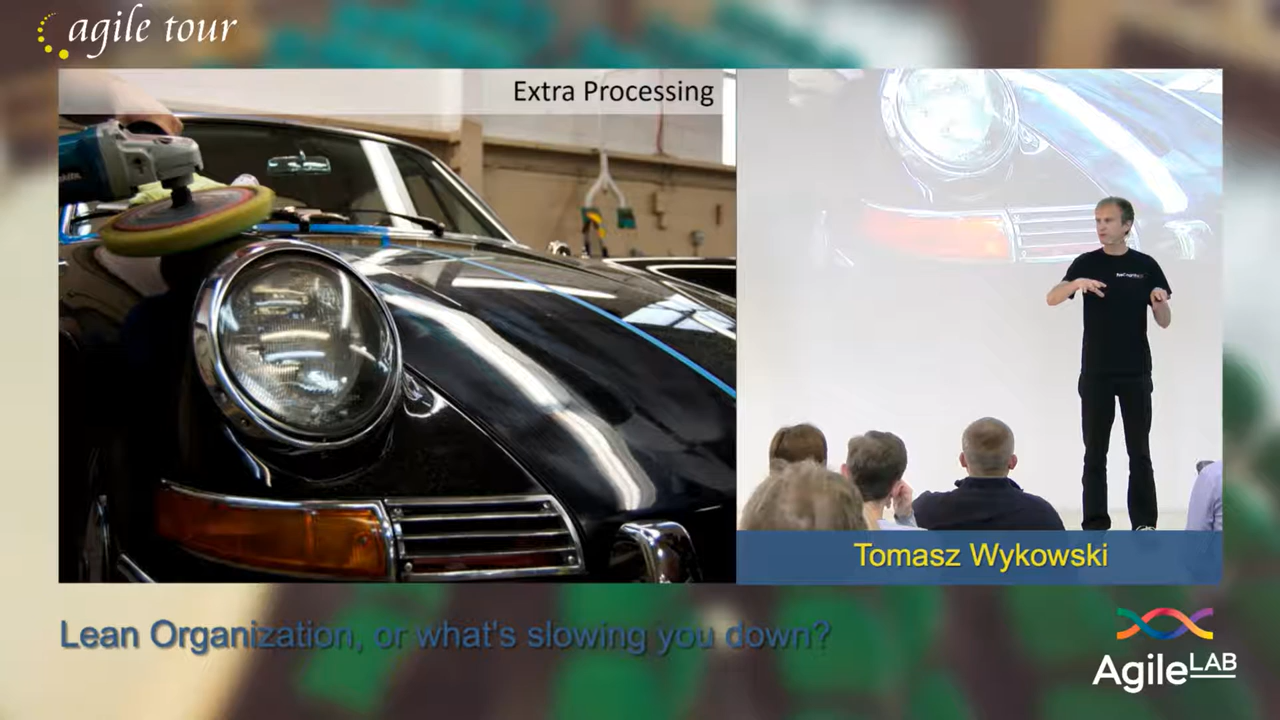 agile tour
Extra Processing
Tomasz Wykowski
Lean Organization, or what's slowing you down?
AgileLAB